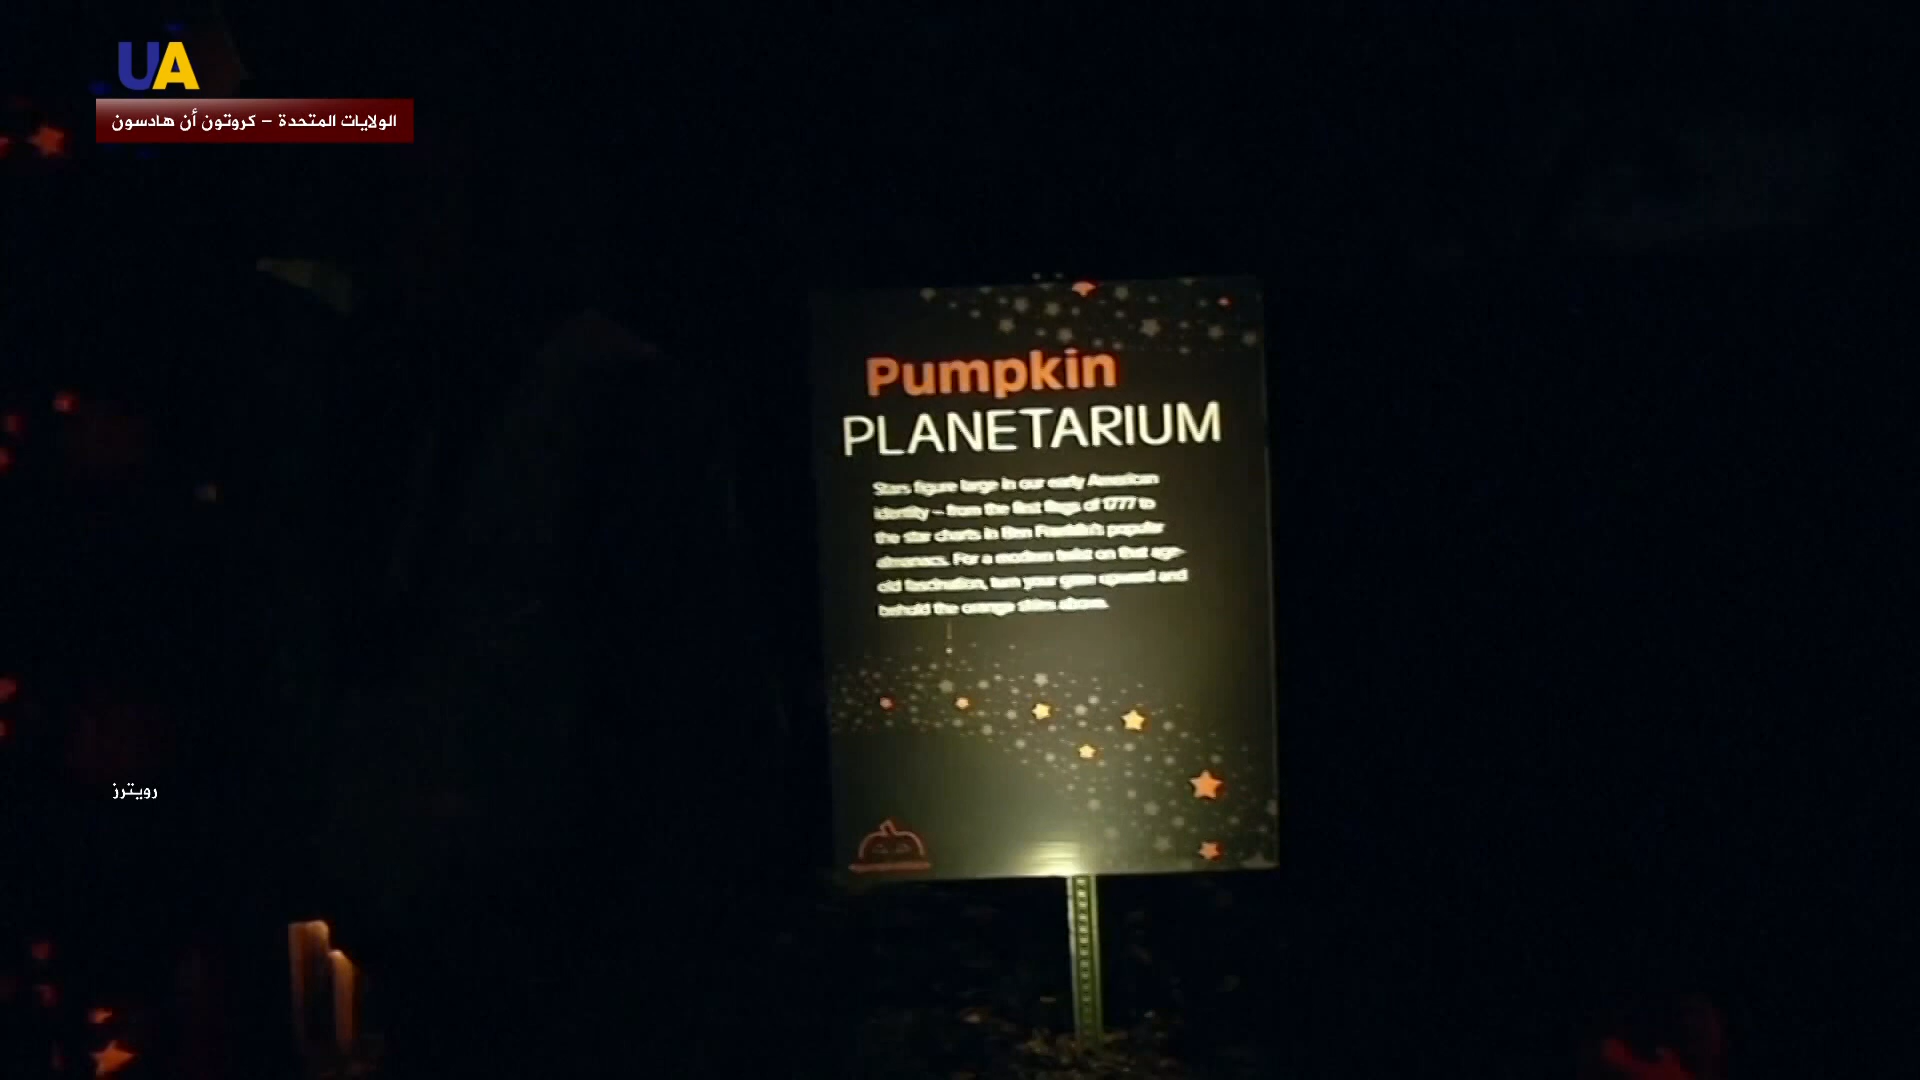 UA
الولايات المتحدة – كروتون أن هادسون
Pumpkin
PLANETARIUM
Stars figure large in our early American
identity – from the first flags of 1777 to
the star charts in Ben Franklin's popular
almanacs. For a modern twist on that age-
old fascination, turn your gaze upward and
behold the orange skies above.
رويترز